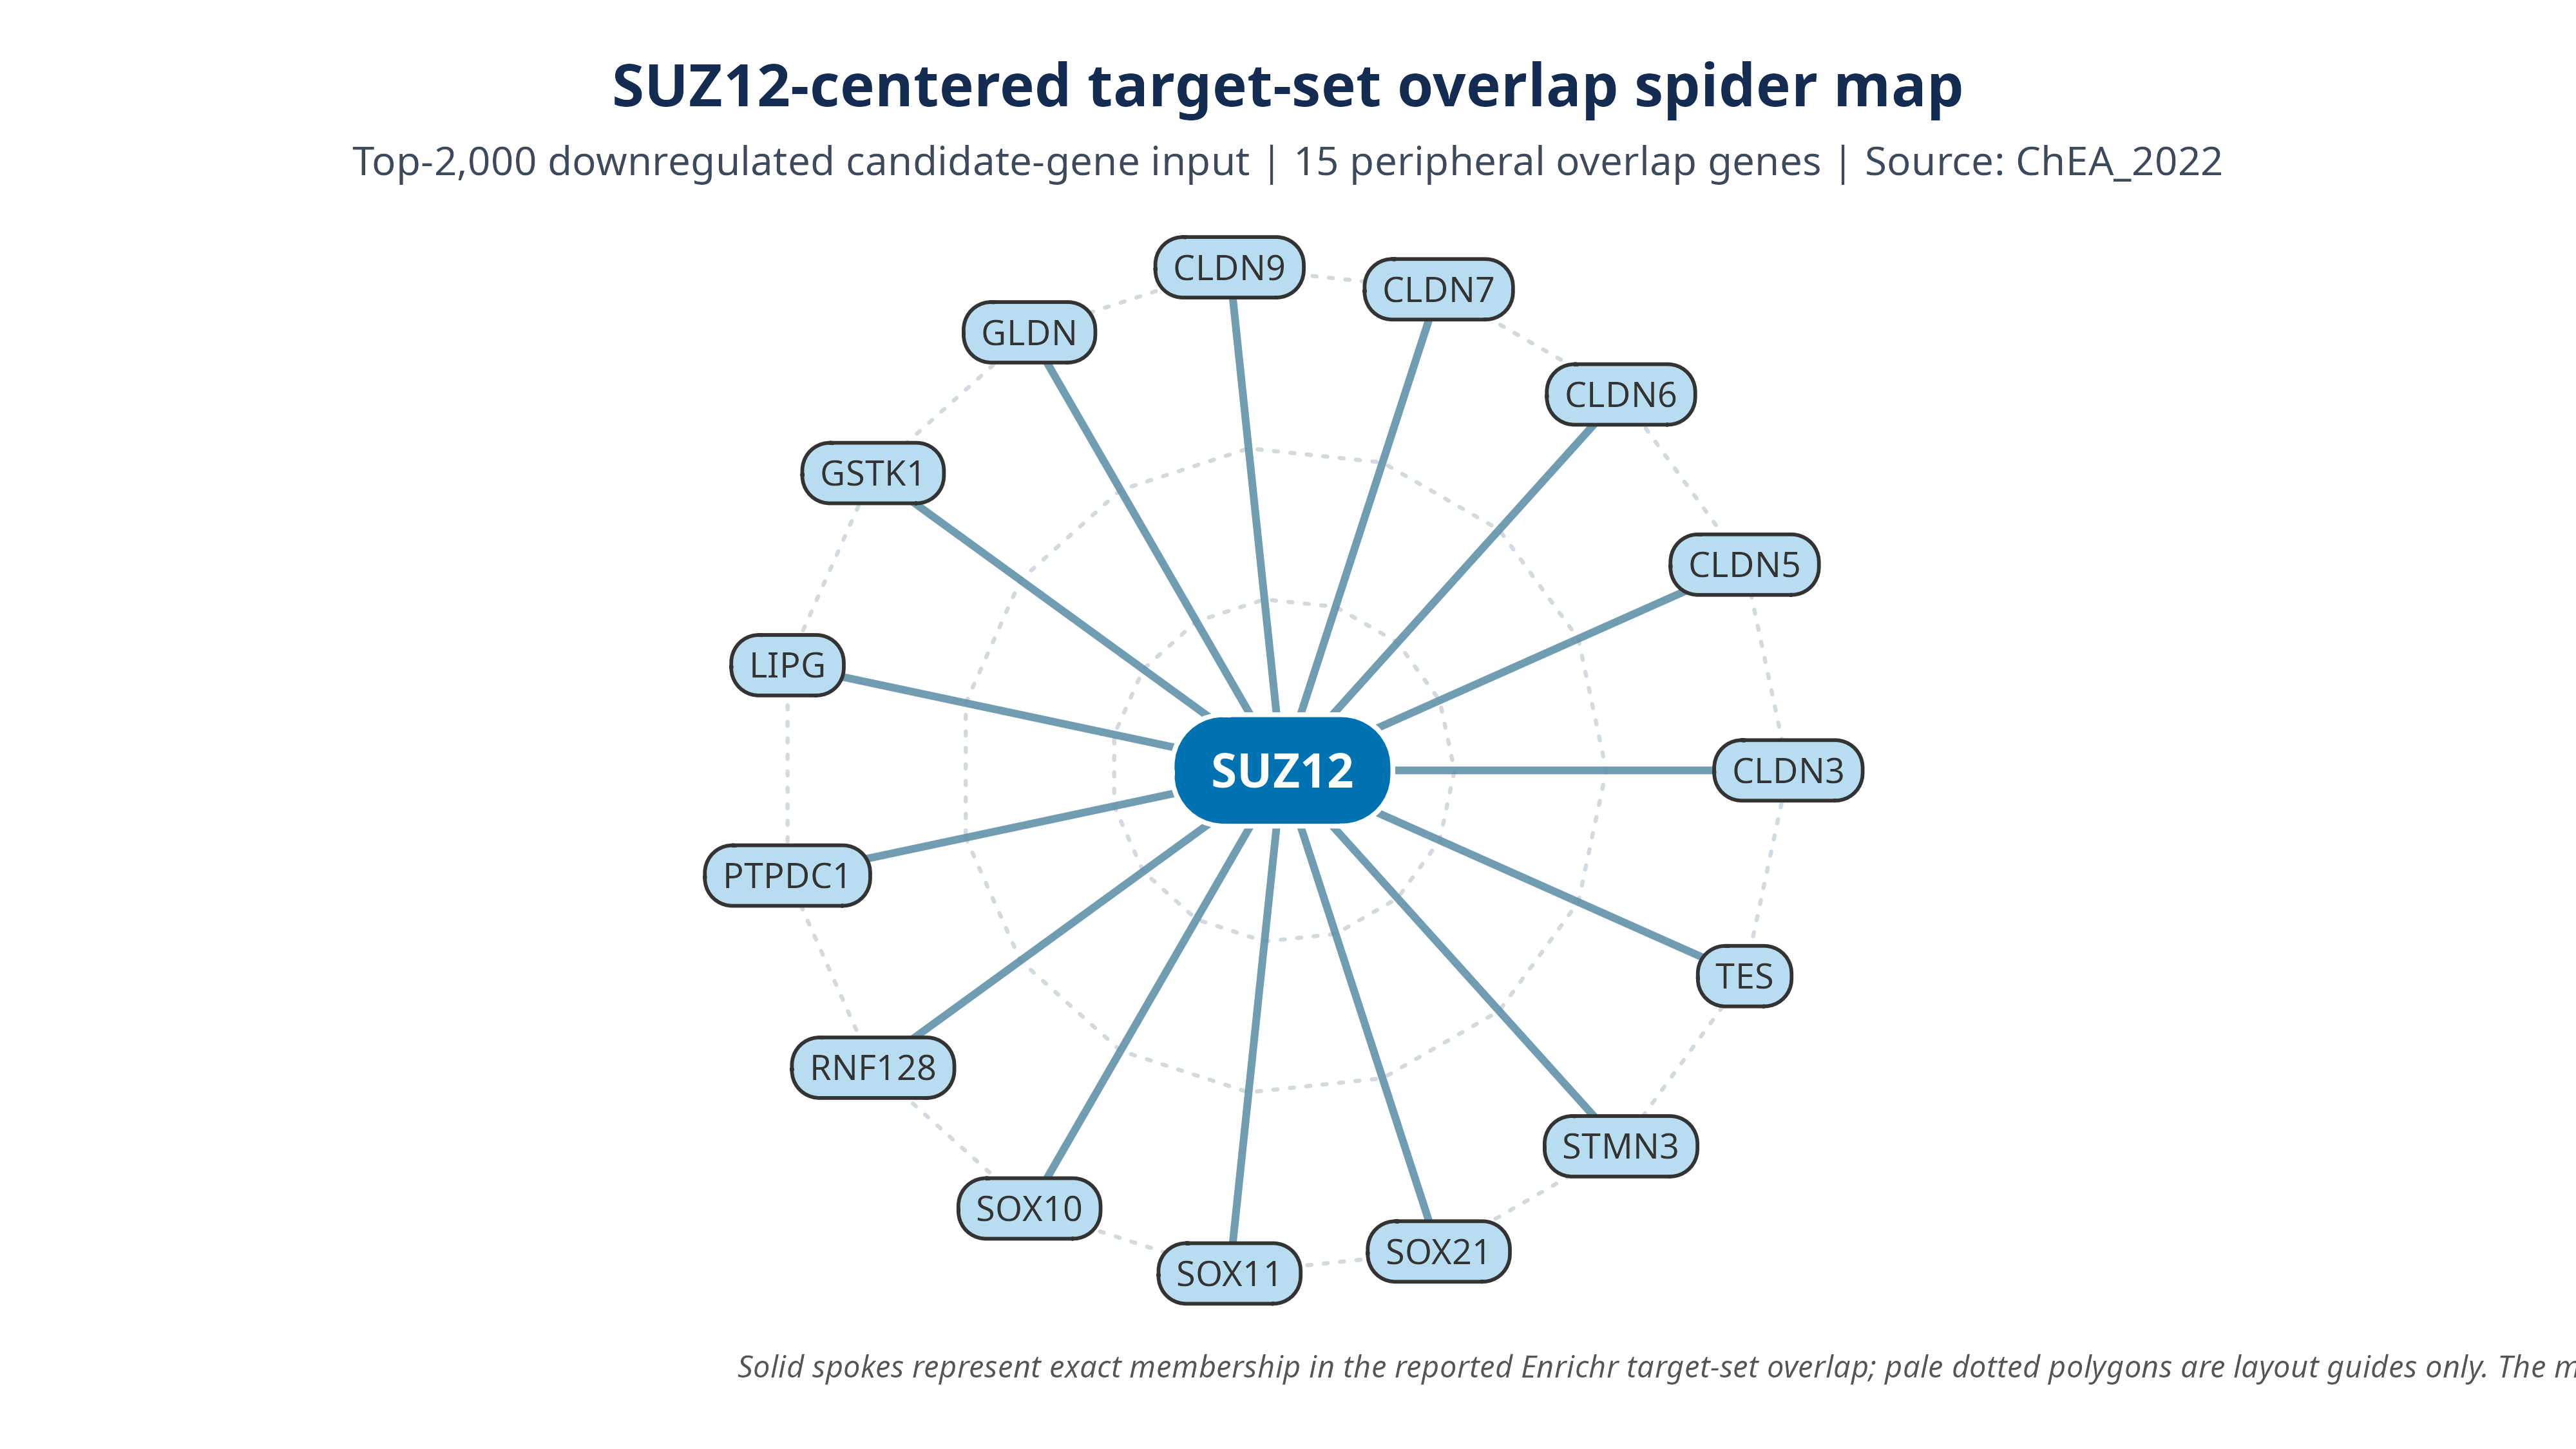 SUZ12-centered target-set overlap spider map
Top-2,000 downregulated candidate-gene input | 15 peripheral overlap genes | Source: ChEA_2022
CLDN9
CLDN7
GLDN
CLDN6
GSTK1
CLDN5
LIPG
SUZ12
CLDN3
PTPDC1
TES
RNF128
STMN3
SOX10
SOX21
SOX11
Solid spokes represent exact membership in the reported Enrichr target-set overlap; pale dotted polygons are layout guides only. The